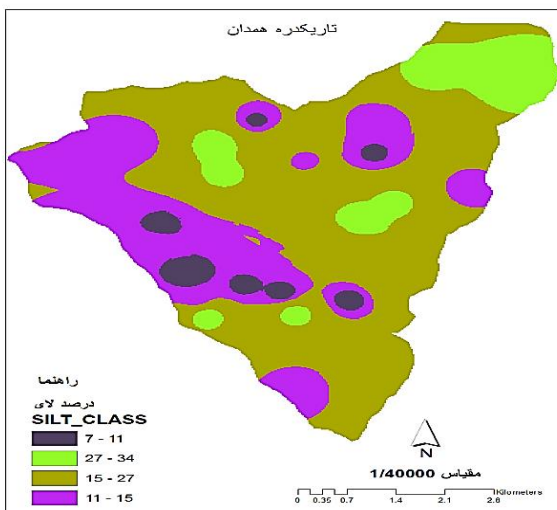 تاریکدره همدان
راهنما
درصد لای
SILT_CLASS
7 - 11
27 - 34
15 - 27
11 - 15
N
مقیاس 1/40000
Kilometers
0 0.35 0.7 1.4 2.1 2.8